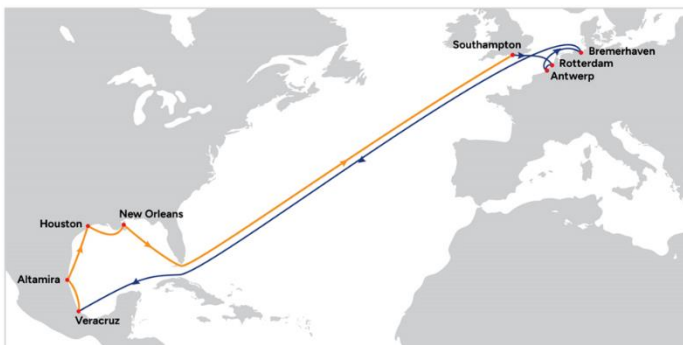 Southampton
Bremerhaven
Rotterdam
Antwerp
New Orleans
Houston
Altamira
Veracruz